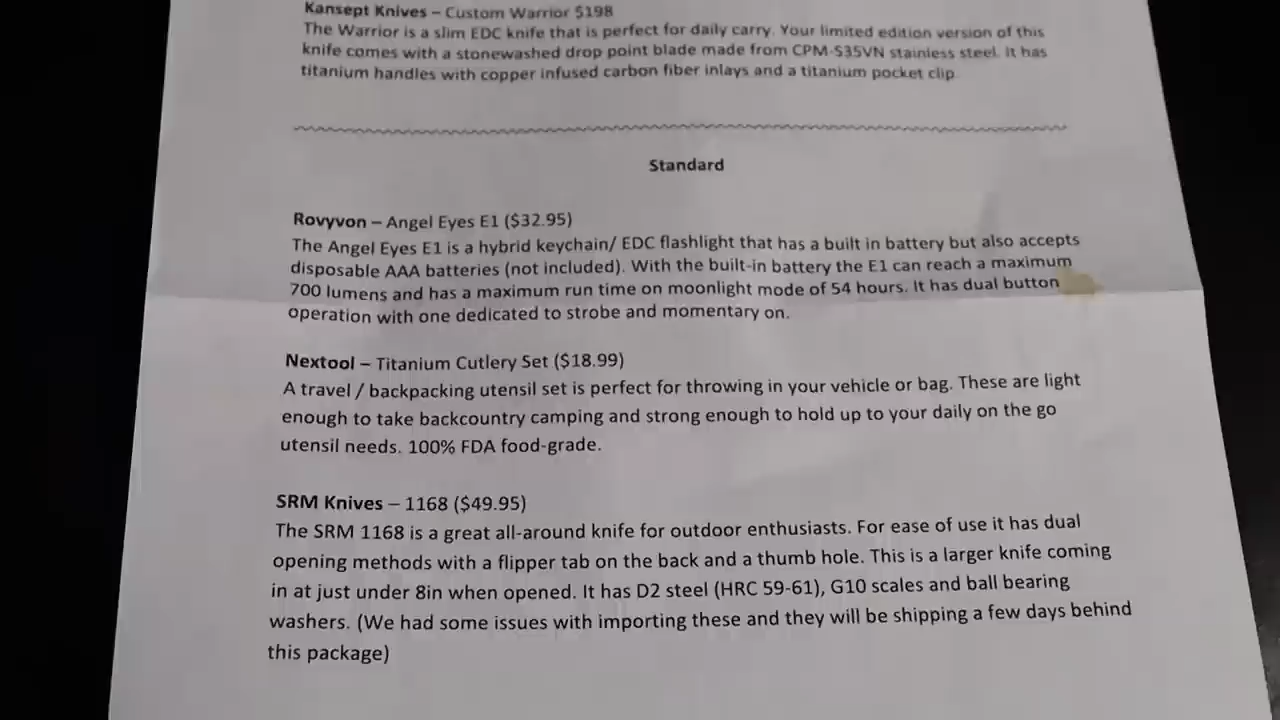 Kansept Knives – Custom Warrior $198
The Warrior is a slim EDC knife that is perfect for daily carry. Your limited edition version of this
knife comes with a stonewashed drop point blade made from CPM-S35VN stainless steel. It has
titanium handles with copper infused carbon fiber inlays and a titanium pocket clip
Standard
Rovyvon – Angel Eyes E1 ($32.95)
The Angel Eyes E1 is a hybrid keychain/ EDC flashlight that has a built in battery but also accepts
disposable AAA batteries (not included). With the built-in battery the E1 can reach a maximum
700 lumens and has a maximum run time on moonlight mode of 54 hours. It has dual button
operation with one dedicated to strobe and momentary on.
Nextool – Titanium Cutlery Set ($18.99)
A travel / backpacking utensil set is perfect for throwing in your vehicle or bag. These are light
enough to take backcountry camping and strong enough to hold up to your daily on the go
utensil needs. 100% FDA food-grade.
SRM Knives – 1168 ($49.95)
The SRM 1168 is a great all-around knife for outdoor enthusiasts. For ease of use it has dual
opening methods with a flipper tab on the back and a thumb hole. This is a larger knife coming
in at just under 8in when opened. It has D2 steel (HRC 59-61), G10 scales and ball bearing
washers. (We had some issues with importing these and they will be shipping a few days behind
this package)